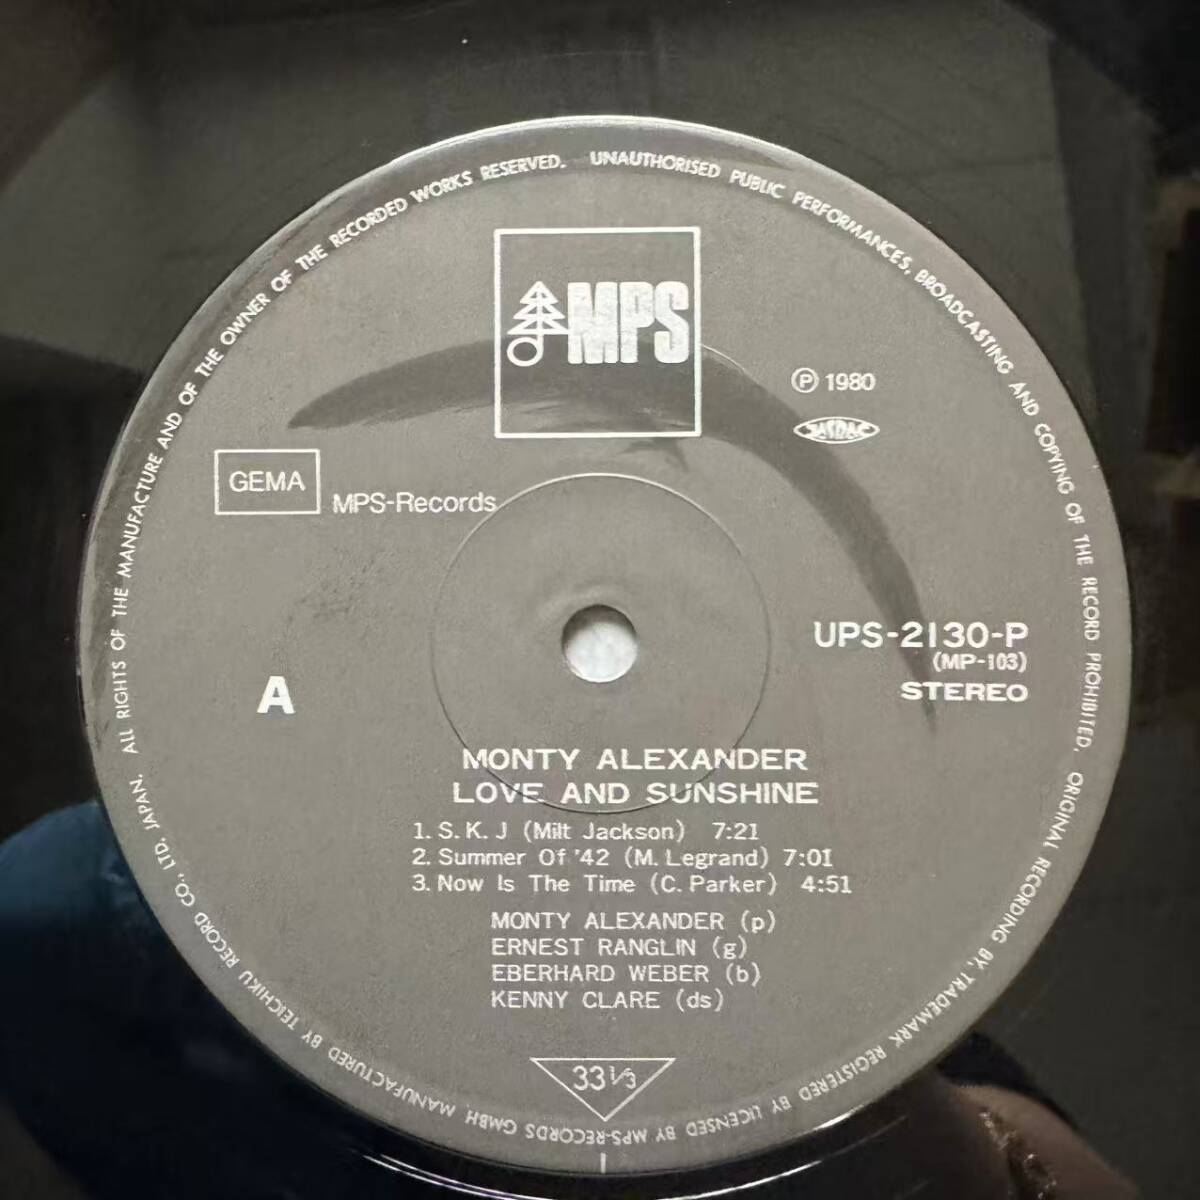 ALL RIGHTS OF THE MANUFACTURE AND OF THE OWNER OF THE RECORDED WORKS RESERVED. UNAUTHORISED PUBLIC PERFORMANCES, BROADCASTING AND COPYING OF THE RECORD PROHIBITED. ORIGINAL RECORDING BY, TRADEMARK REGISTERED BY LICENSED BY MPS-RECORDS GMBH, MANUFACTURED BY TEICHIKU RECORD CO., LTD. JAPAN.
MPS
Ⓟ 1980
JASRAC
GEMA
MPS-Records
UPS-2130-P
(MP-103)
STEREO
A
MONTY ALEXANDER
LOVE AND SUNSHINE
1. S. K. J (Milt Jackson) 7:21
2. Summer Of '42 (M. Legrand) 7:01
3. Now Is The Time (C. Parker) 4:51
MONTY ALEXANDER (p)
ERNEST RANGLIN (g)
EBERHARD WEBER (b)
KENNY CLARE (ds)
33 1/3